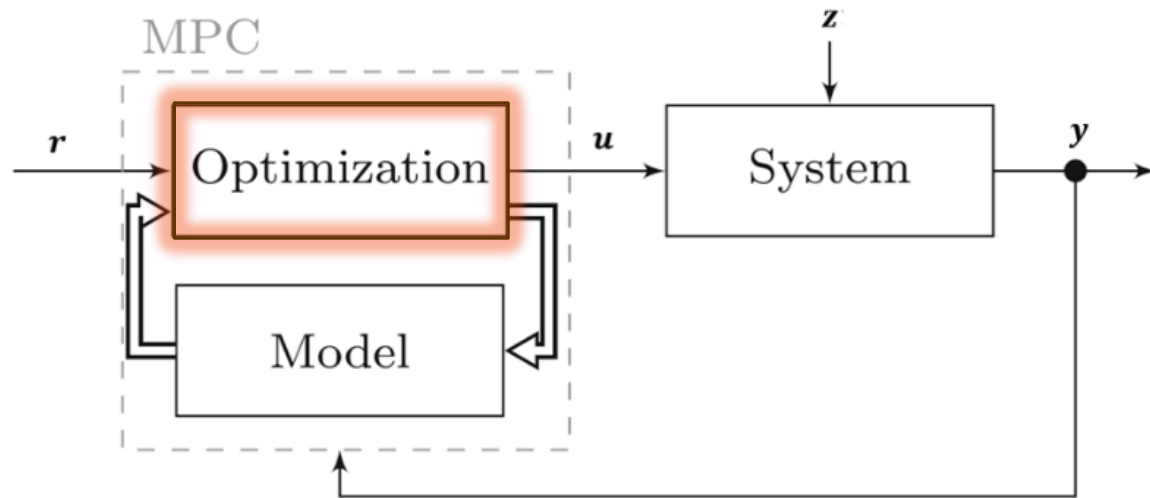 MPC
z
r
Optimization
u
System
y
Model